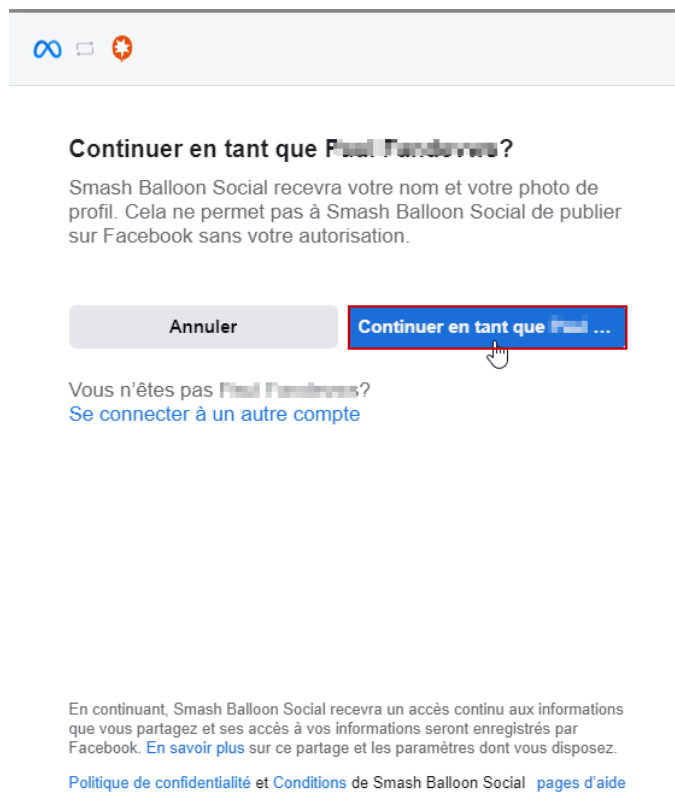 Continuer en tant que ?
Smash Balloon Social recevra votre nom et votre photo de
profil. Cela ne permet pas à Smash Balloon Social de publier
sur Facebook sans votre autorisation.
Annuler
Continuer en tant que ...
Vous n'êtes pas ?
Se connecter à un autre compte
En continuant, Smash Balloon Social recevra un accès continu aux informations
que vous partagez et ses accès à vos informations seront enregistrés par
Facebook. En savoir plus sur ce partage et les paramètres dont vous disposez.
Politique de confidentialité et Conditions de Smash Balloon Social pages d'aide